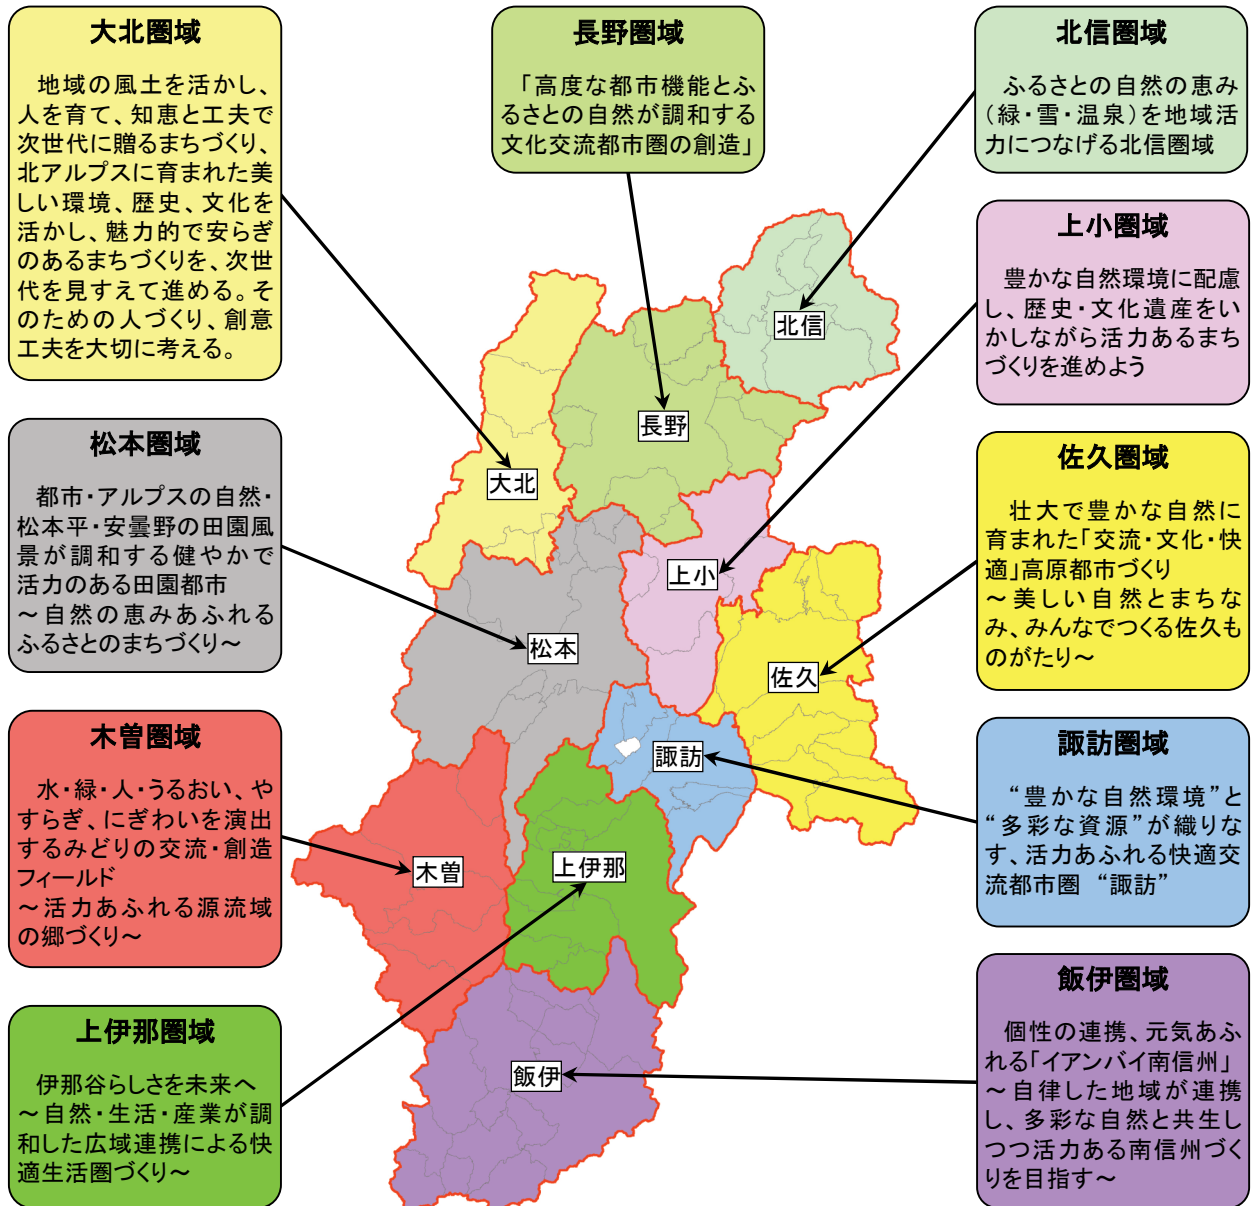 大北圏域
地域の風土を活かし、
人を育て、知恵と工夫で
次世代に贈るまちづくり、
北アルプスに育まれた美
しい環境、歴史、文化を
活かし、魅力的で安らぎ
のあるまちづくりを、次世
代を見すえて進める。そ
のための人づくり、創意
工夫を大切に考える。
長野圏域
「高度な都市機能とふ
るさとの自然が調和する
文化交流都市圏の創造」
北信圏域
ふるさとの自然の恵み
(緑・雪・温泉)を地域活
力につなげる北信圏域
上小圏域
豊かな自然環境に配慮
し、歴史・文化遺産をい
かしながら活力あるまち
づくりを進めよう
松本圏域
都市・アルプスの自然・
松本平・安曇野の田園風
景が調和する健やかで
活力のある田園都市
～自然の恵みあふれる
ふるさとのまちづくり～
佐久圏域
壮大で豊かな自然に
育まれた「交流・文化・快
適」高原都市づくり
～美しい自然とまちな
み、みんなでつくる佐久も
のがたり～
木曽圏域
水・緑・人・うるおい、や
すらぎ、にぎわいを演出
するみどりの交流・創造
フィールド
～活力あふれる源流域
の郷づくり～
諏訪圏域
“豊かな自然環境”と
“多彩な資源”が織りな
す、活力あふれる快適交
流都市圏 “諏訪”
上伊那圏域
伊那谷らしさを未来へ
～自然・生活・産業が調
和した広域連携による快
適生活圏づくり～
飯伊圏域
個性の連携、元気あふ
れる「イアンバイ南信州」
～自律した地域が連携
し、多彩な自然と共生し
つつ活力ある南信州づく
りを目指す～
北信
長野
大北
上小
松本
佐久
諏訪
木曽
上伊那
飯伊